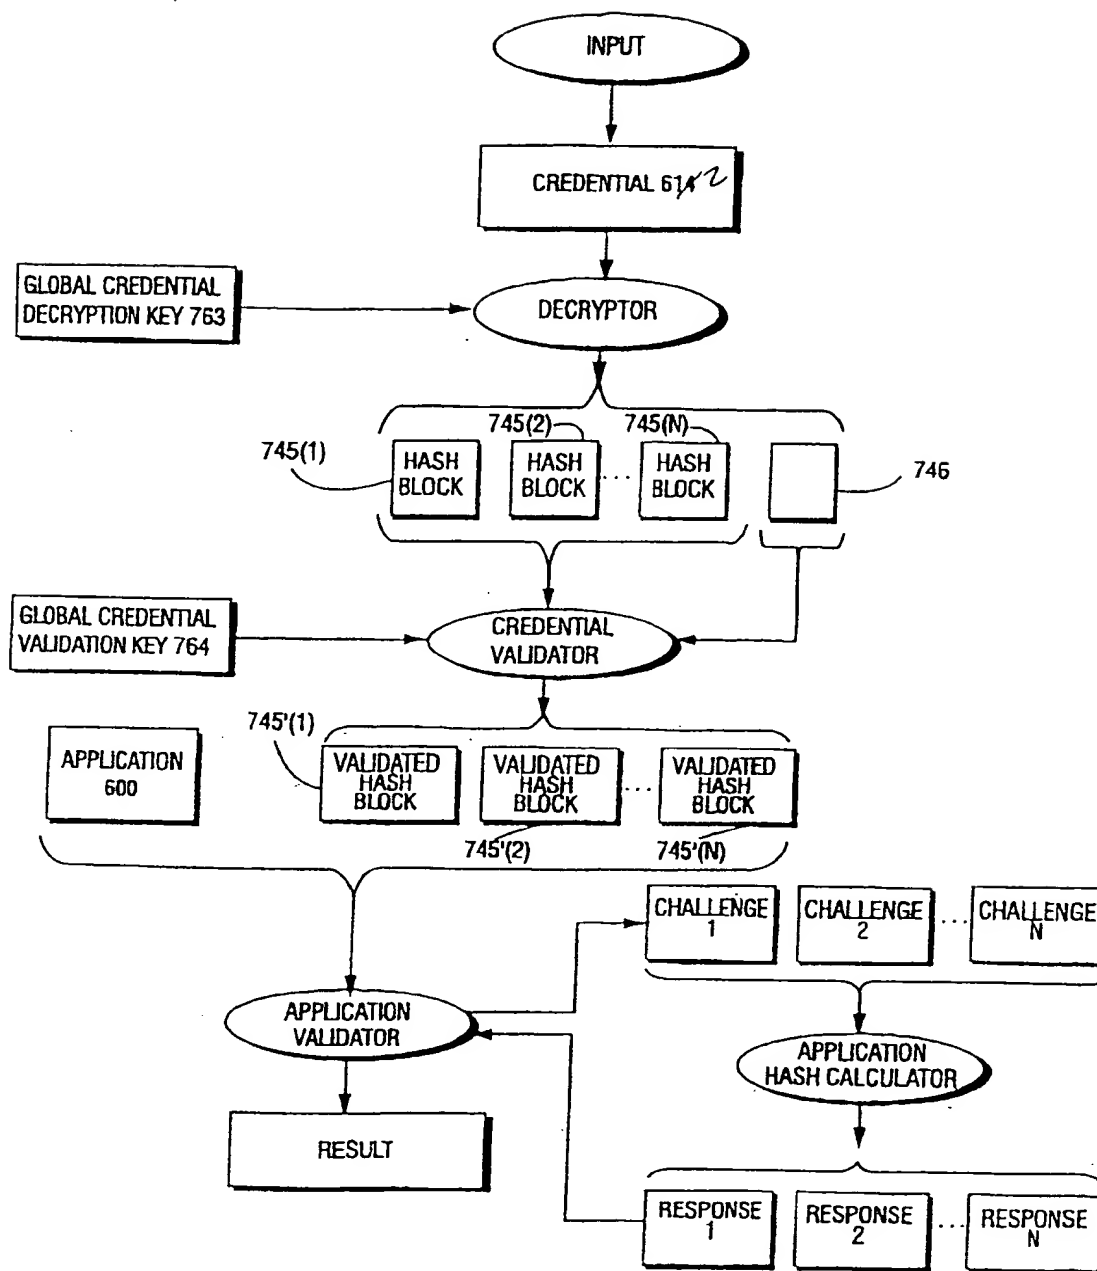 INPUT
CREDENTIAL 614 2
GLOBAL CREDENTIAL
DECRYPTION KEY 763
DECRYPTOR
745(1)
745(2)
745(N)
HASH
BLOCK
HASH
BLOCK
...
HASH
BLOCK
746
GLOBAL CREDENTIAL
VALIDATION KEY 764
CREDENTIAL
VALIDATOR
745'(1)
APPLICATION
600
VALIDATED
HASH
BLOCK
VALIDATED
HASH
BLOCK
...
VALIDATED
HASH
BLOCK
745'(2)
745'(N)
CHALLENGE
1
CHALLENGE
2
...
CHALLENGE
N
APPLICATION
VALIDATOR
APPLICATION
HASH CALCULATOR
RESULT
RESPONSE
1
RESPONSE
2
...
RESPONSE
N